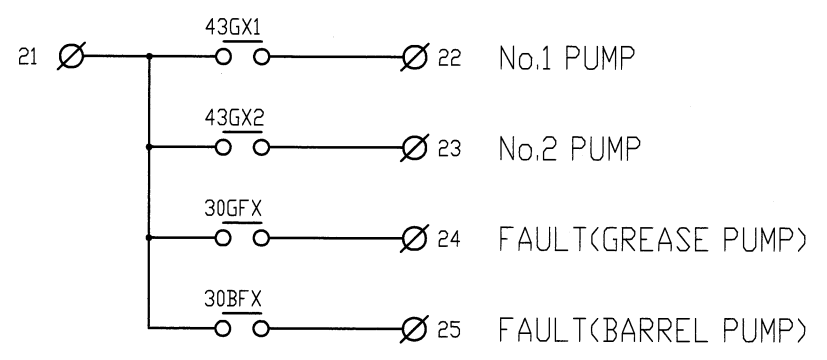 43GX1
21 22 No.1 PUMP
43GX2
23 No.2 PUMP
30GFX
24 FAULT(GREASE PUMP)
30BFX
25 FAULT(BARREL PUMP)